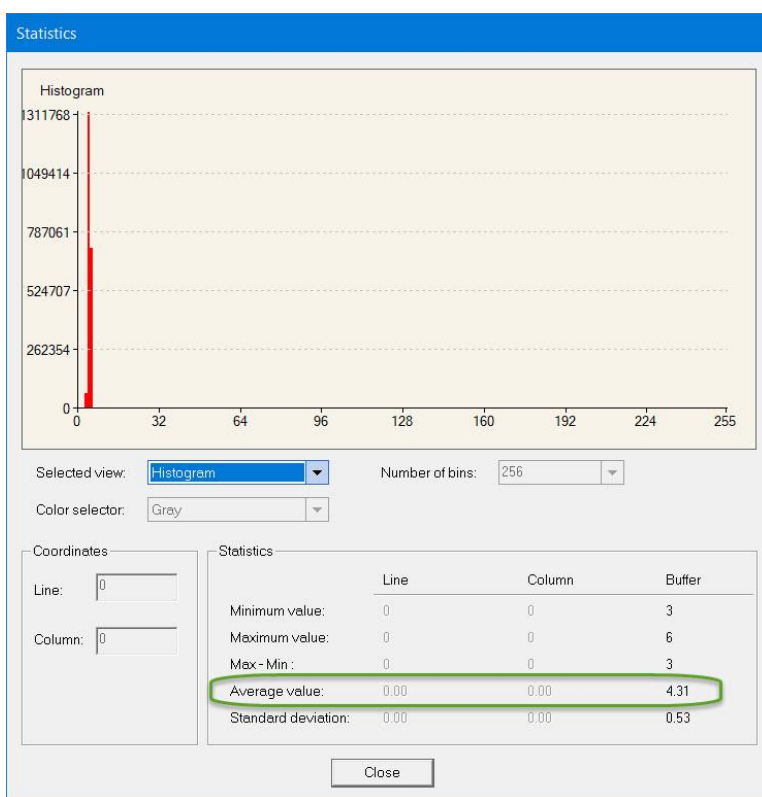 Statistics
Histogram
1311768
1049414
787061
524707
262354
0
0 32 64 96 128 160 192 224 255
Selected view: Histogram Number of bins: 256
Color selector: Gray
Coordinates
Line: 0
Column: 0
Statistics
Line Column Buffer
Minimum value: 0 0 3
Maximum value: 0 0 6
Max - Min : 0 0 3
Average value: 0.00 0.00 4.31
Standard deviation: 0.00 0.00 0.53
Close